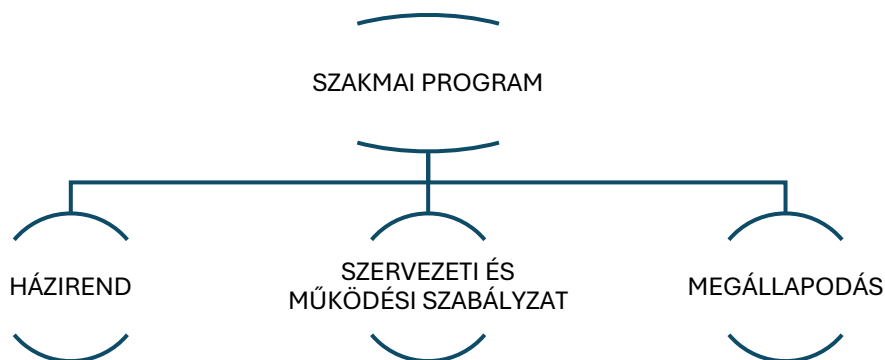 SZAKMAI PROGRAM
HÁZIREND
SZERVEZETI ÉS
MŰKÖDÉSI SZABÁLYZAT
MEGÁLLAPODÁS